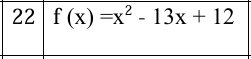 22 f (x) =x² - 13x + 12